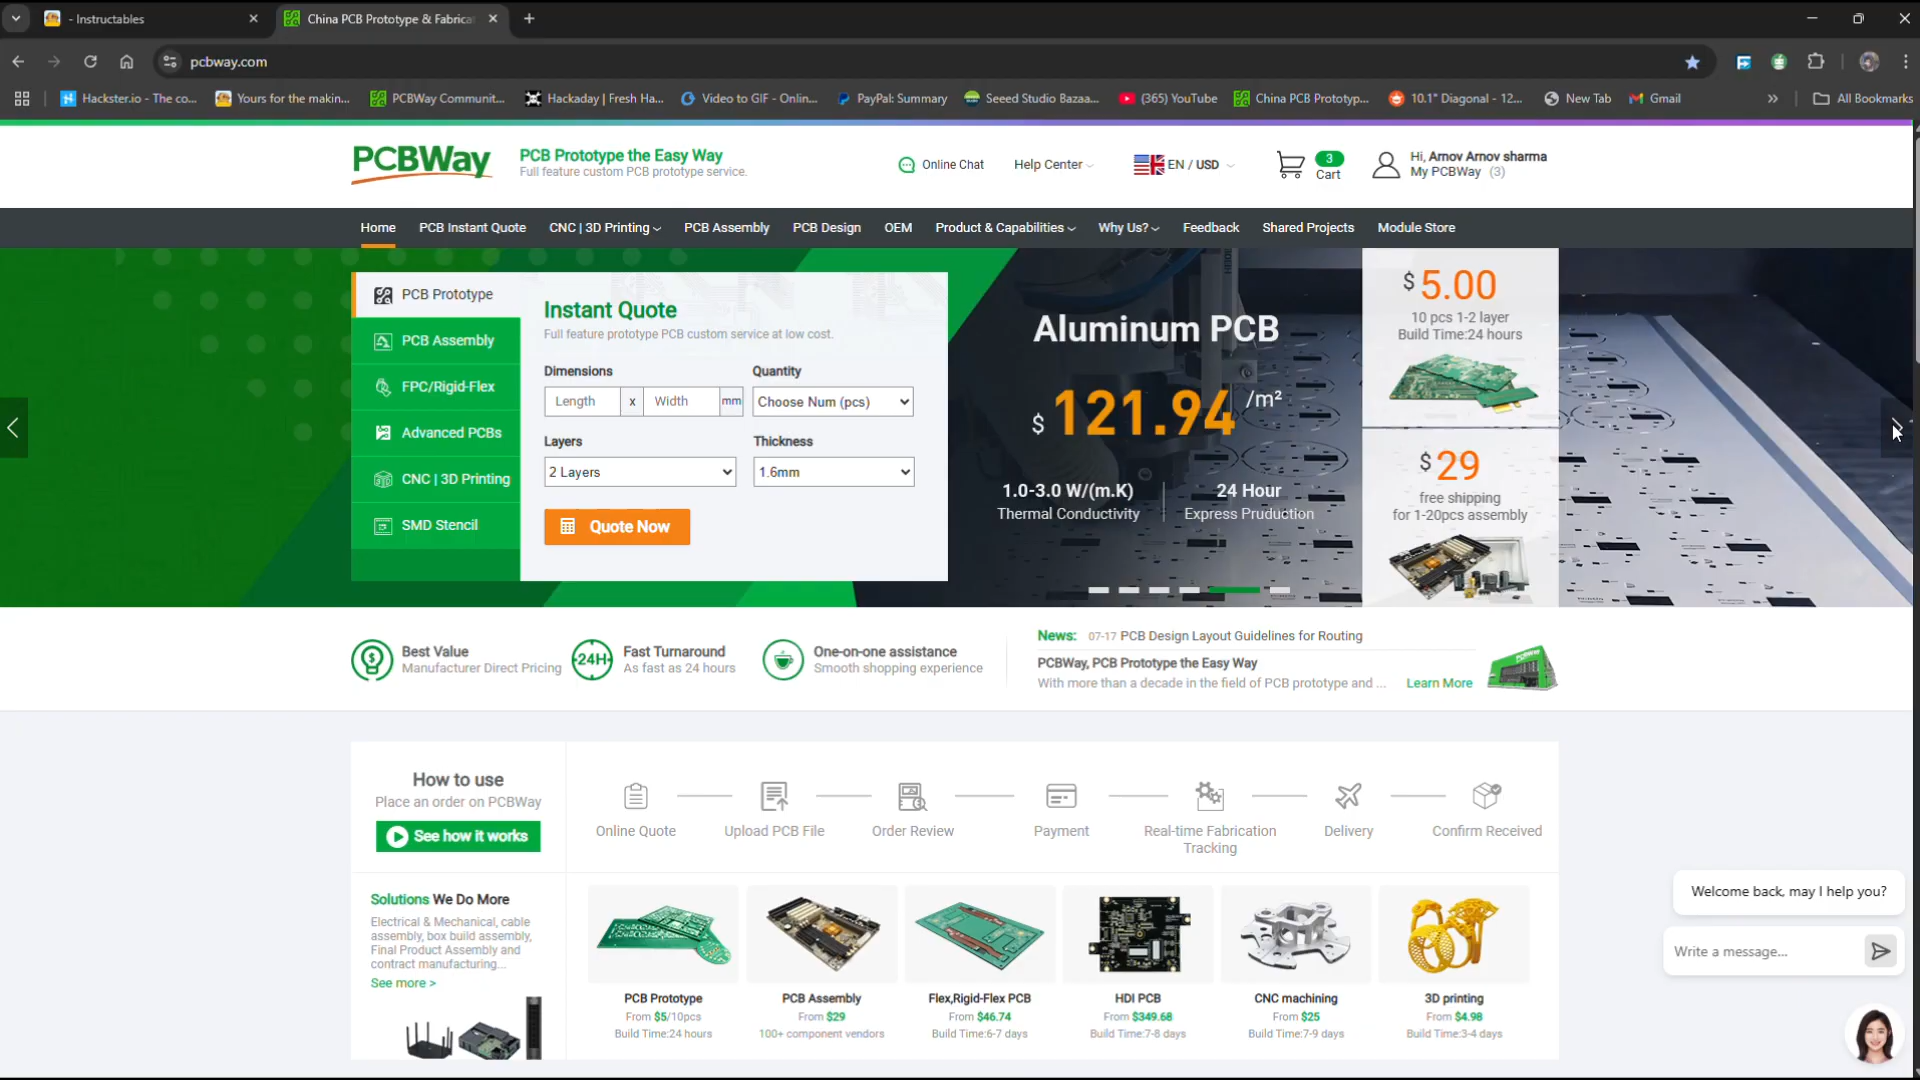 - Instructables
China PCB Prototype & Fabrica
pcbway.com
Hackster.io - The co...
Yours for the makin...
PCBWay Communit...
Hackaday | Fresh Ha...
Video to GIF - Onlin...
PayPal: Summary
Seeed Studio Bazaa...
(365) YouTube
China PCB Prototyp...
10.1" Diagonal - 12...
New Tab
Gmail
All Bookmarks
PCBWay
PCB Prototype the Easy Way
Full feature custom PCB prototype service.
Online Chat
Help Center
EN / USD
3
Cart
Hi, Arnov Arnov sharma
My PCBWay (3)
Home
PCB Instant Quote
CNC | 3D Printing
PCB Assembly
PCB Design
OEM
Product & Capabilities
Why Us?
Feedback
Shared Projects
Module Store
PCB Prototype
PCB Assembly
FPC/Rigid-Flex
Advanced PCBs
CNC | 3D Printing
SMD Stencil
Instant Quote
Full feature prototype PCB custom service at low cost.
Dimensions
Quantity
Length x Width mm
Choose Num (pcs)
Layers
Thickness
2 Layers
1.6mm
Quote Now
Aluminum PCB
$ 121.94 /m²
1.0-3.0 W/(m.K)
Thermal Conductivity
24 Hour
Express Pruduction
$ 5.00
10 pcs 1-2 layer
Build Time:24 hours
$ 29
free shipping
for 1-20pcs assembly
Best Value
Manufacturer Direct Pricing
24H
Fast Turnaround
As fast as 24 hours
One-on-one assistance
Smooth shopping experience
News: 07-17 PCB Design Layout Guidelines for Routing
PCBWay, PCB Prototype the Easy Way
With more than a decade in the field of PCB prototype and ... Learn More
How to use
Place an order on PCBWay
See how it works
Online Quote
Upload PCB File
Order Review
Payment
Real-time Fabrication
Tracking
Delivery
Confirm Received
Solutions We Do More
Electrical & Mechanical, cable
assembly, box build assembly,
Final Product Assembly and
contract manufacturing...
See more >
PCB Prototype
From $5/10pcs
Build Time:24 hours
PCB Assembly
From $29
100+ component vendors
Flex,Rigid-Flex PCB
From $46.74
Build Time:6-7 days
HDI PCB
From $349.68
Build Time:7-8 days
CNC machining
From $25
Build Time:7-9 days
3D printing
From $4.98
Build Time:3-4 days
Welcome back, may I help you?
Write a message...